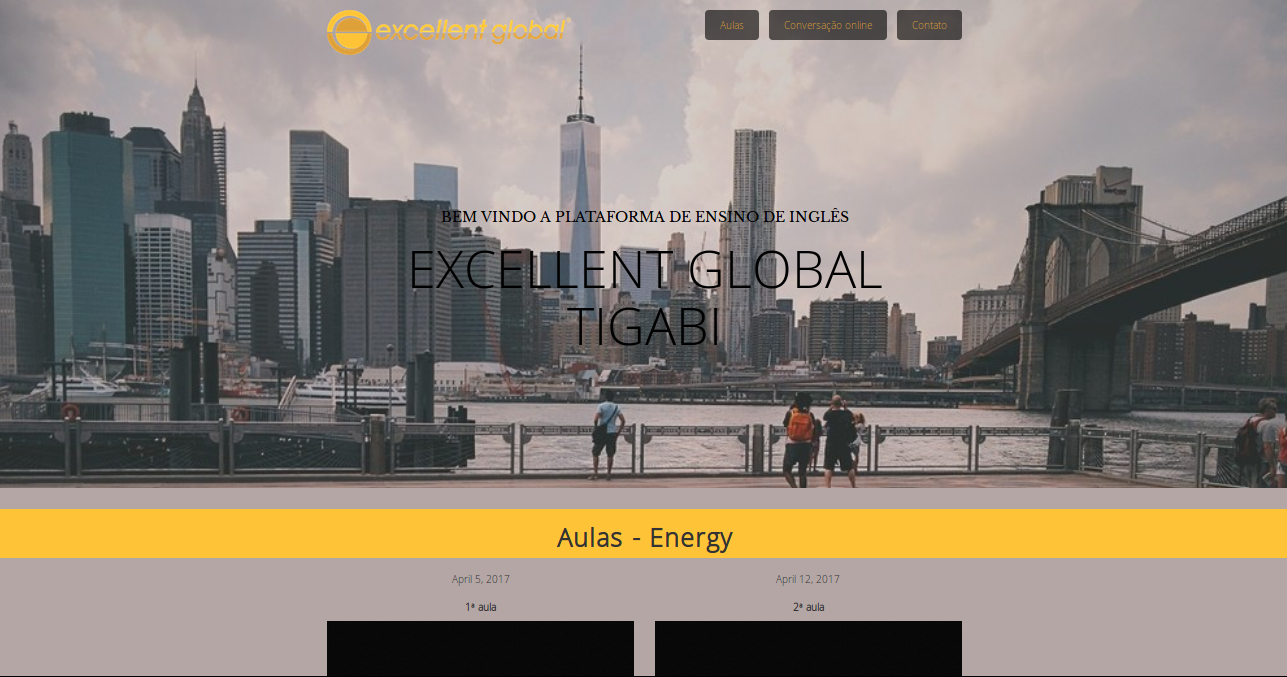 excellent global
Aulas
Conversação online
Contato
BEM VINDO A PLATAFORMA DE ENSINO DE INGLÊS
EXCELLENT GLOBAL
TIGABI
Aulas - Energy
April 5, 2017
April 12, 2017
1ª aula
2ª aula